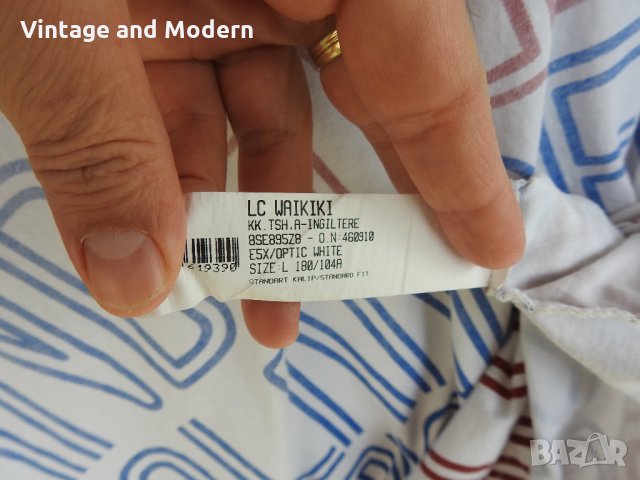 Vintage and Modern
LC WAIKIKI
KK.TSH.A-INGILTERE
8SE895Z8 - O.N:460910
E5X/OPTIC WHITE
SIZE:L 180/104A
STANDART KALIP/STANDARD FIT
619390
BAZAR